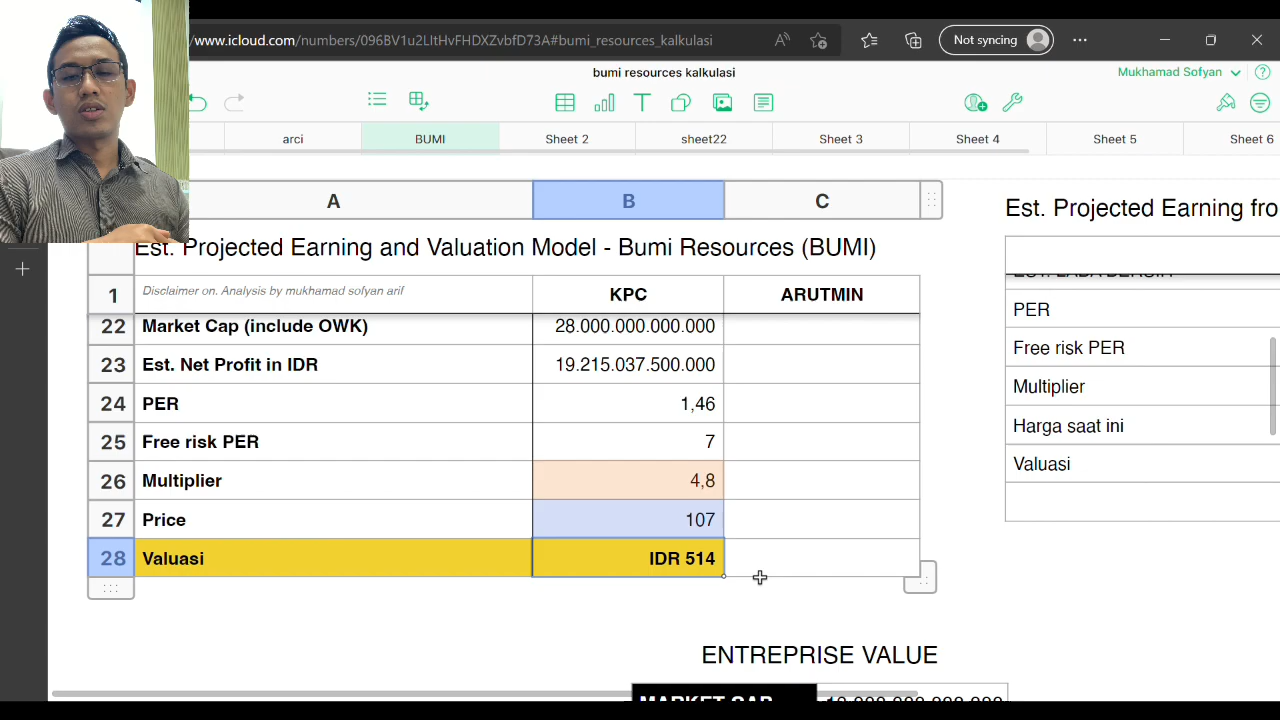 www.icloud.com/numbers/096BV1u2LItHvFHDXZvbfD73A#bumi_resources_kalkulasi
Not syncing
bumi resources kalkulasi
Mukhamad Sofyan
arci
BUMI
Sheet 2
sheet22
Sheet 3
Sheet 4
Sheet 5
Sheet 6
A
B
C
Est. Projected Earning and Valuation Model - Bumi Resources (BUMI)
1 Disclaimer on. Analysis by mukhamad sofyan arif KPC ARUTMIN
22 Market Cap (include OWK) 28.000.000.000.000
23 Est. Net Profit in IDR 19.215.037.500.000
24 PER 1,46
25 Free risk PER 7
26 Multiplier 4,8
27 Price 107
28 Valuasi IDR 514
Est. Projected Earning fro
PER
Free risk PER
Multiplier
Harga saat ini
Valuasi
ENTREPRISE VALUE
MARKET CAP